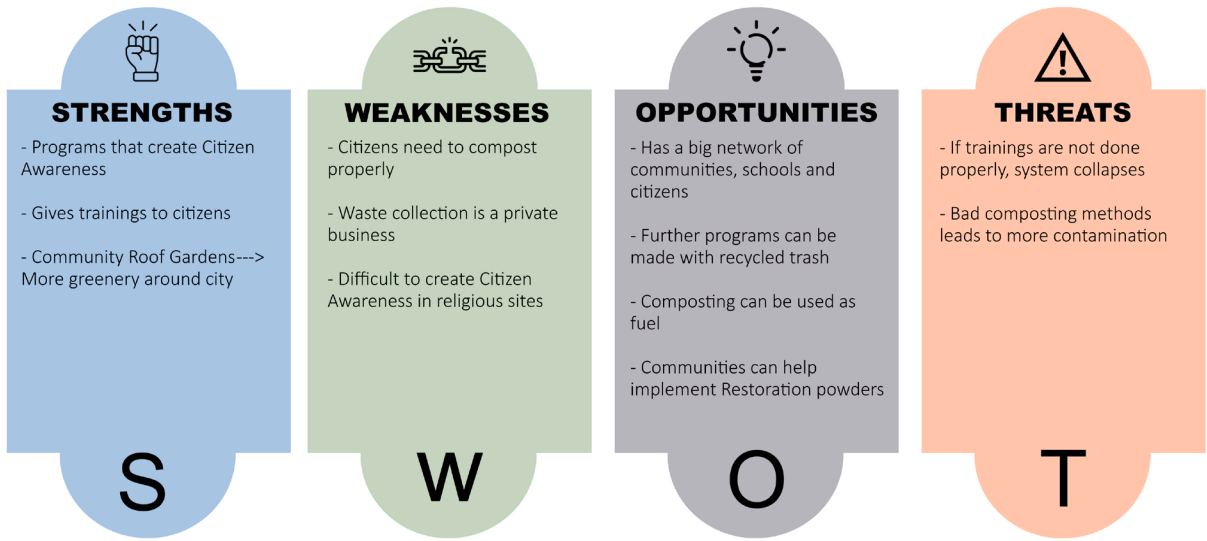 STRENGTHS
- Programs that create Citizen
Awareness
- Gives trainings to citizens
- Community Roof Gardens--->
More greenery around city
S
WEAKNESSES
- Citizens need to compost
properly
- Waste collection is a private
business
- Difficult to create Citizen
Awareness in religious sites
W
OPPORTUNITIES
- Has a big network of
communities, schools and
citizens
- Further programs can be
made with recycled trash
- Composting can be used as
fuel
- Communities can help
implement Restoration powders
O
THREATS
- If trainings are not done
properly, system collapses
- Bad composting methods
leads to more contamination
T